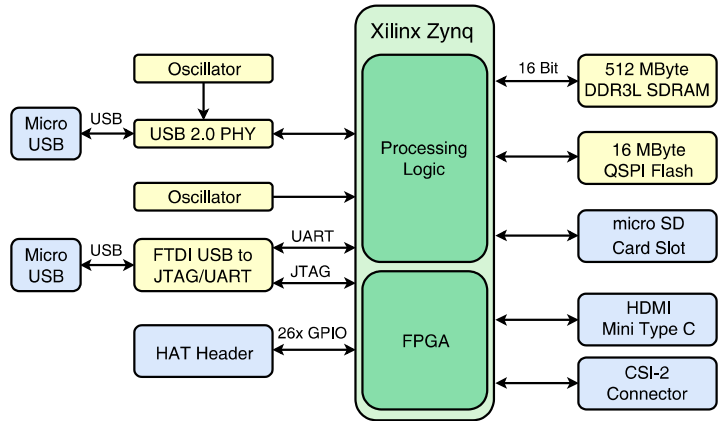 Xilinx Zynq
Oscillator
Micro
USB
USB
USB 2.0 PHY
Oscillator
Micro
USB
USB
FTDI USB to
JTAG/UART
UART
JTAG
HAT Header
26x GPIO
Processing
Logic
FPGA
16 Bit
512 MByte
DDR3L SDRAM
16 MByte
QSPI Flash
micro SD
Card Slot
HDMI
Mini Type C
CSI-2
Connector